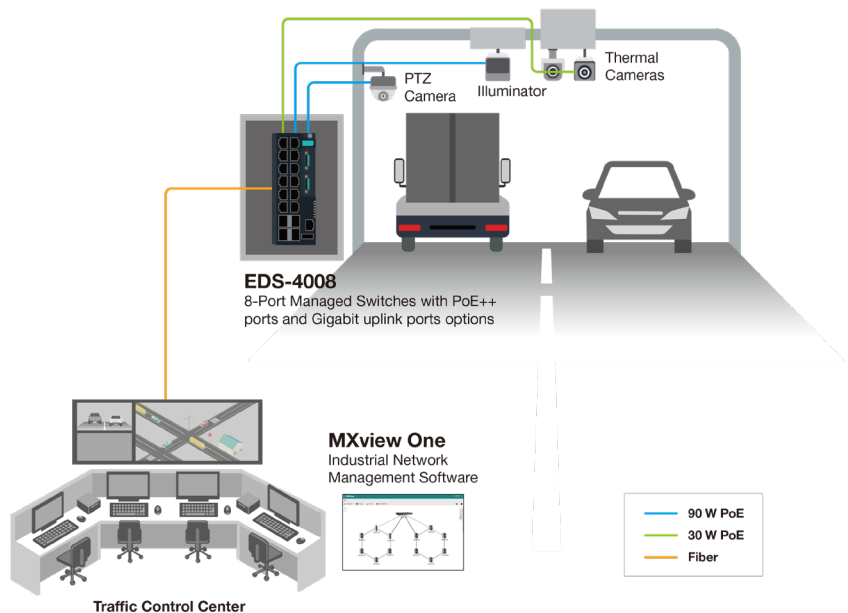 PTZ
Camera
Illuminator
Thermal
Cameras
EDS-4008
8-Port Managed Switches with PoE++
ports and Gigabit uplink ports options
MXview One
Industrial Network
Management Software
90 W PoE
30 W PoE
Fiber
Traffic Control Center